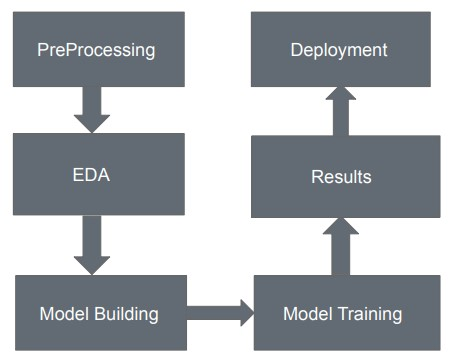 PreProcessing
EDA
Model Building
Model Training
Results
Deployment